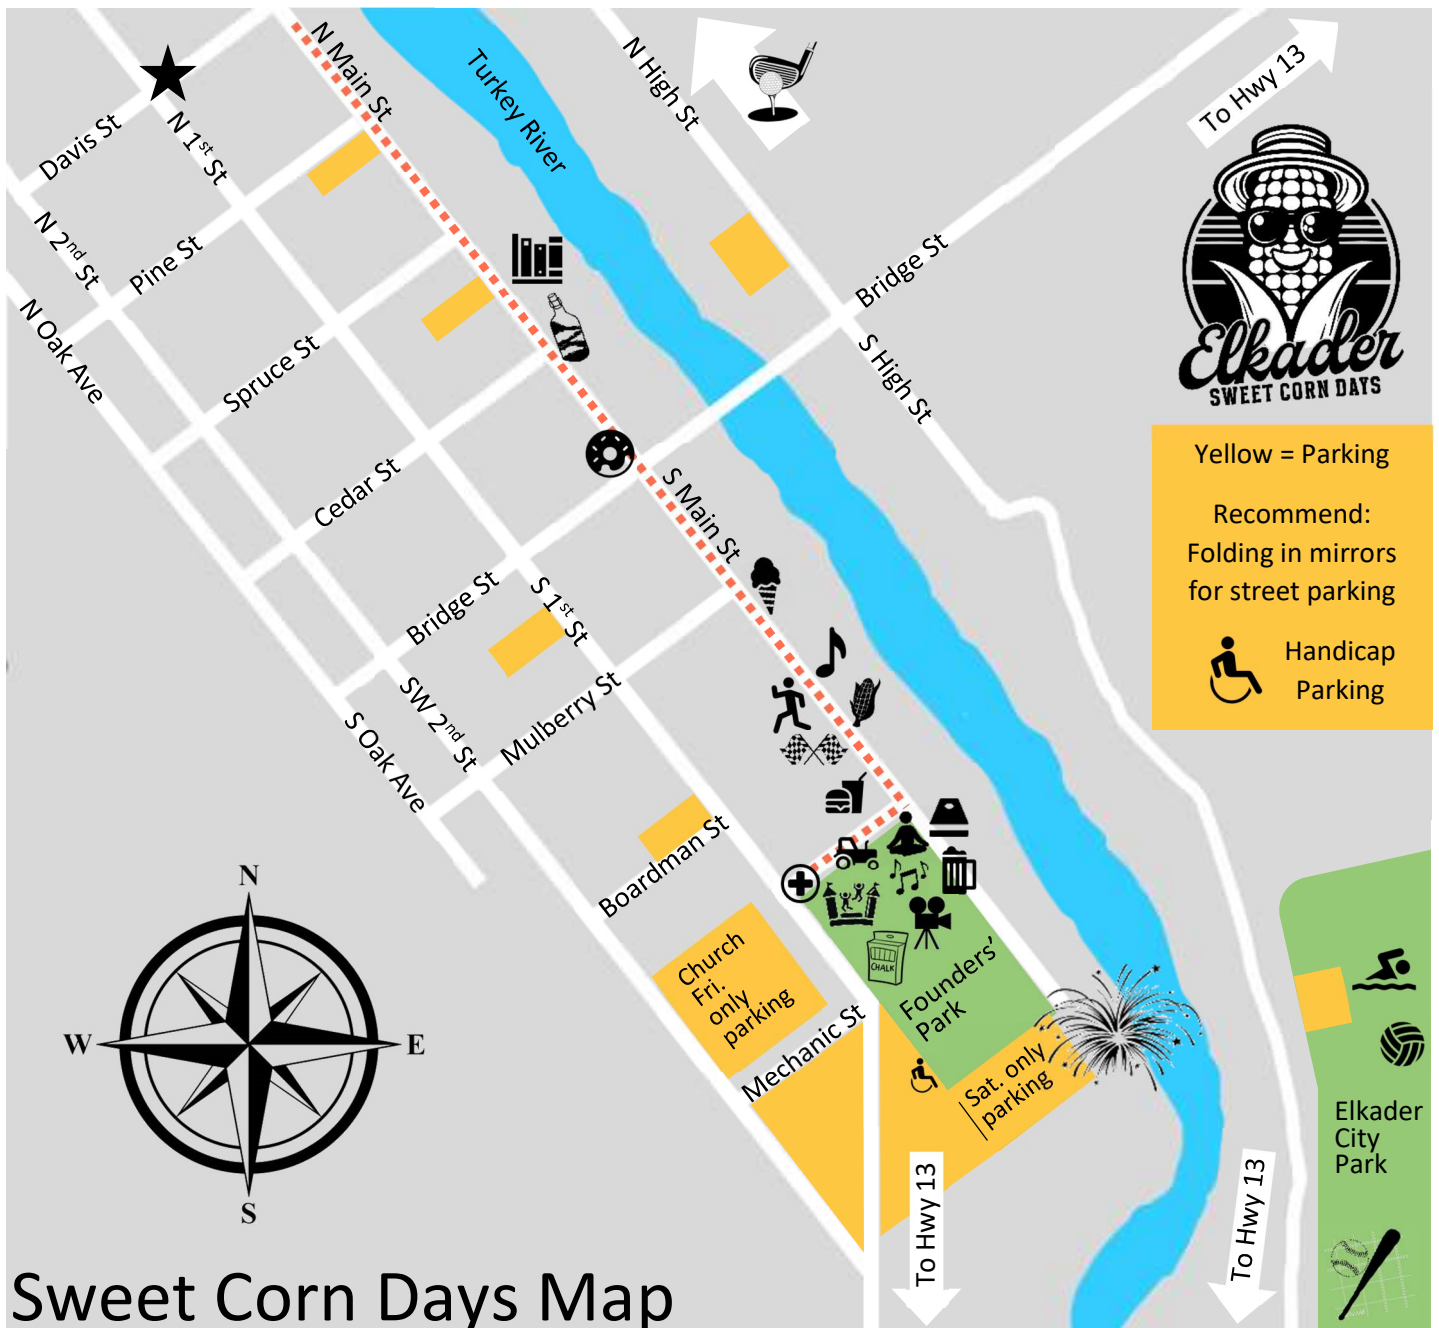 N Main St
Turkey River
N High St
To Hwy 13
Davis St
N 1st St
N 2nd St
Pine St
N Oak Ave
Spruce St
Bridge St
S High St
Elkader
SWEET CORN DAYS
Yellow = Parking
Recommend:
Folding in mirrors
for street parking
Handicap
Parking
Cedar St
S Main St
Bridge St
S 1st St
SW 2nd St
Mulberry St
S Oak Ave
Boardman St
CHALK
Church
Fri.
only
parking
Founders'
Park
Mechanic St
Sat. only
parking
N
W
E
S
Elkader
City
Park
To Hwy 13
To Hwy 13
Sweet Corn Days Map